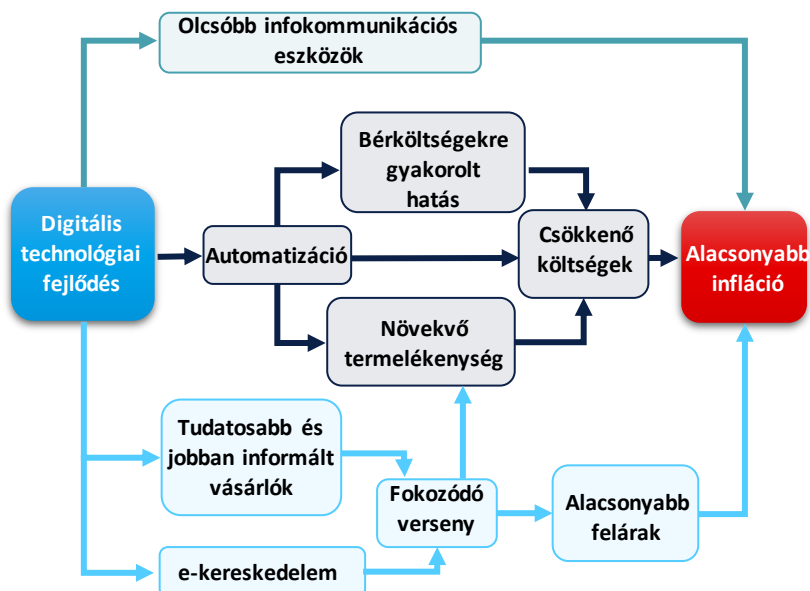 Olcsóbb infokommunikációs
eszközök
Bérköltségekre
gyakorolt
hatás
Digitális
technológiai
fejlődés
Automatizáció
Csökkenő
költségek
Alacsonyabb
infláció
Növekvő
termelékenység
Tudatosabb és
jobban informált
vásárlók
Fokozódó
verseny
Alacsonyabb
felárak
e-kereskedelem